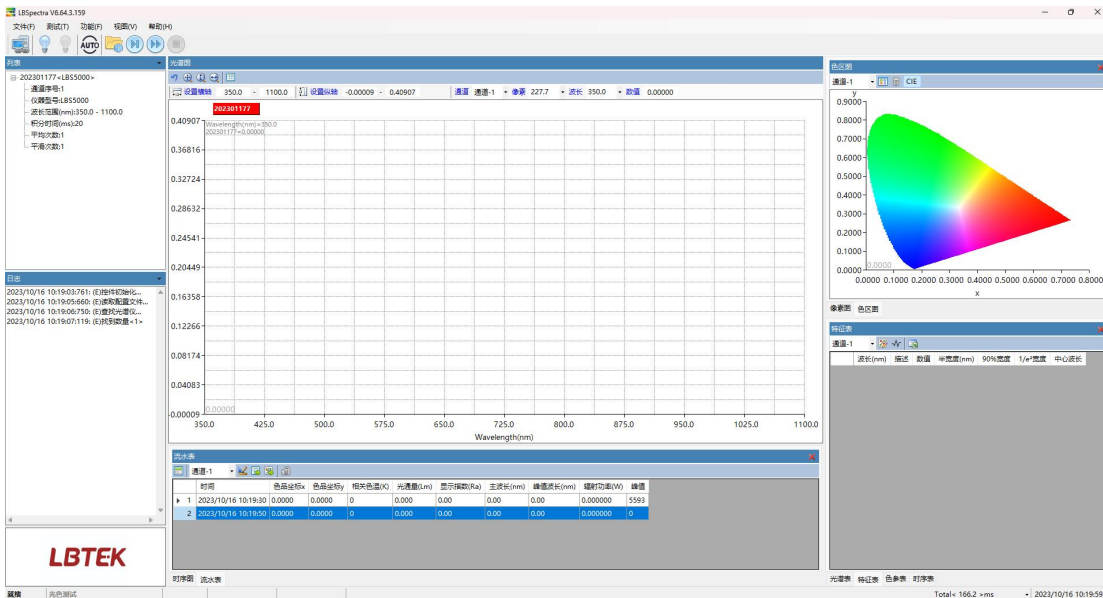 LBSpectra V6.64.3.159
文件(F) 测试(T) 功能(F) 视图(V) 帮助(H)
AUTO
列表
202301177<LBS5000>
通道序号:1
仪器型号:LBS5000
波长范围(nm):350.0 - 1100.0
积分时间(ms):20
平均次数:1
平滑次数:1
日志
2023/10/16 10:19:03:761: (E)控件初始化...
2023/10/16 10:19:05:660: (E)读取配置文件...
2023/10/16 10:19:06:750: (E)查找光谱仪...
2023/10/16 10:19:07:119: (E)找到数量<1>
LBTEK
光谱图
设置横轴 350.0 - 1100.0 设置纵轴 -0.00009 - 0.40907 通道 通道-1 像素 227.7 波长 350.0 数值 0.00000
202301177
Wavelength(nm)=350.0
202301177=0.00000
0.40907
0.36816
0.32724
0.28632
0.24541
0.20449
0.16358
0.12266
0.08174
0.04083
-0.00009
0.00000
350.0 425.0 500.0 575.0 650.0 725.0 800.0 875.0 950.0 1025.0 1100.0
Wavelength(nm)
流水表
通道-1
时间 色品坐标x 色品坐标y 相关色温(K) 光通量(Lm) 显示指数(Ra) 主波长(nm) 峰值波长(nm) 辐射功率(W) 峰值
1 2023/10/16 10:19:30 0.0000 0.0000 0 0.000 0.00 0.00 0.00 0.000000 5593
2 2023/10/16 10:19:50 0.0000 0.0000 0 0.000 0.00 0.00 0.00 0.000000 0
时序图 流水表
色区图
通道-1 CIE
y
0.9000
0.8000
0.7000
0.6000
0.5000
0.4000
0.3000
0.2000
0.1000
0.0000
0.0000
0.0000 0.1000 0.2000 0.3000 0.4000 0.5000 0.6000 0.7000 0.8000
x
像素图 色区图
特征表
通道-1
波长(nm) 描述 数值 半宽度(nm) 90%宽度 1/e²宽度 中心波长
光谱表 特征表 色参表 时序表
就绪 光色测试 Total< 166.2 >ms 2023/10/16 10:19:59